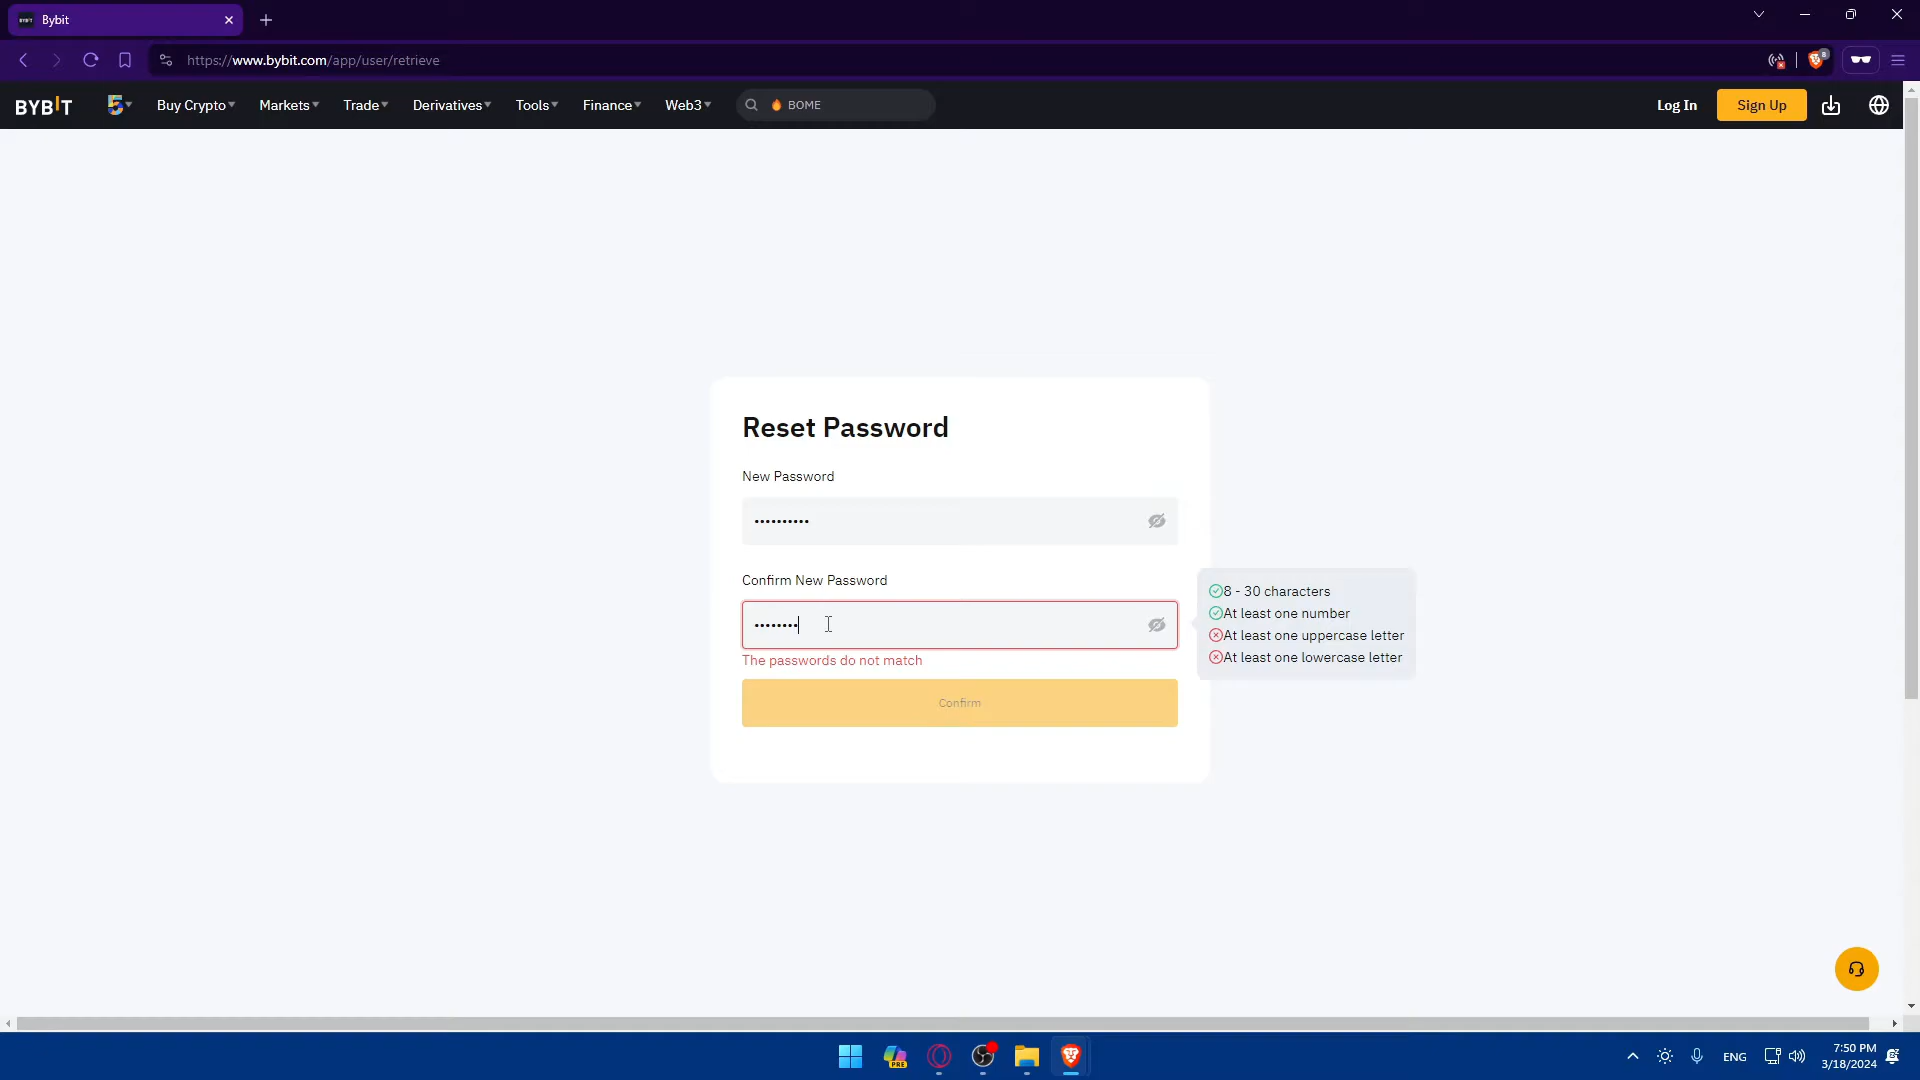 Bybit
https://www.bybit.com/app/user/retrieve
8
BYBIT
5
Buy Crypto
Markets
Trade
Derivatives
Tools
Finance
Web3
BOME
Log In
Sign Up
Reset Password
New Password
••••••••••
Confirm New Password
••••••••
The passwords do not match
Confirm
8 - 30 characters
At least one number
At least one uppercase letter
At least one lowercase letter
PRE
ENG
7:50 PM
3/18/2024